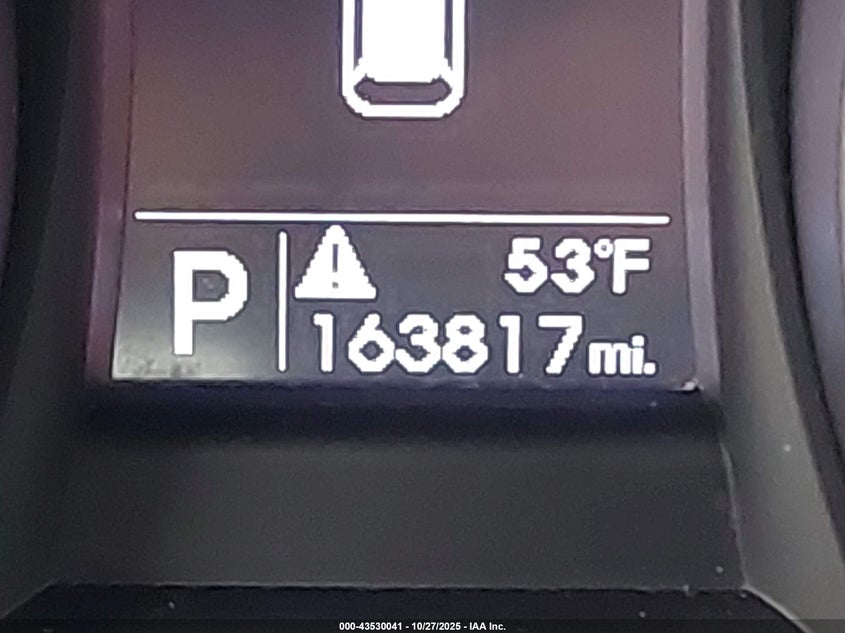 P
53°F
163817mi.
000-43530041 - 10/27/2025 - IAA Inc.